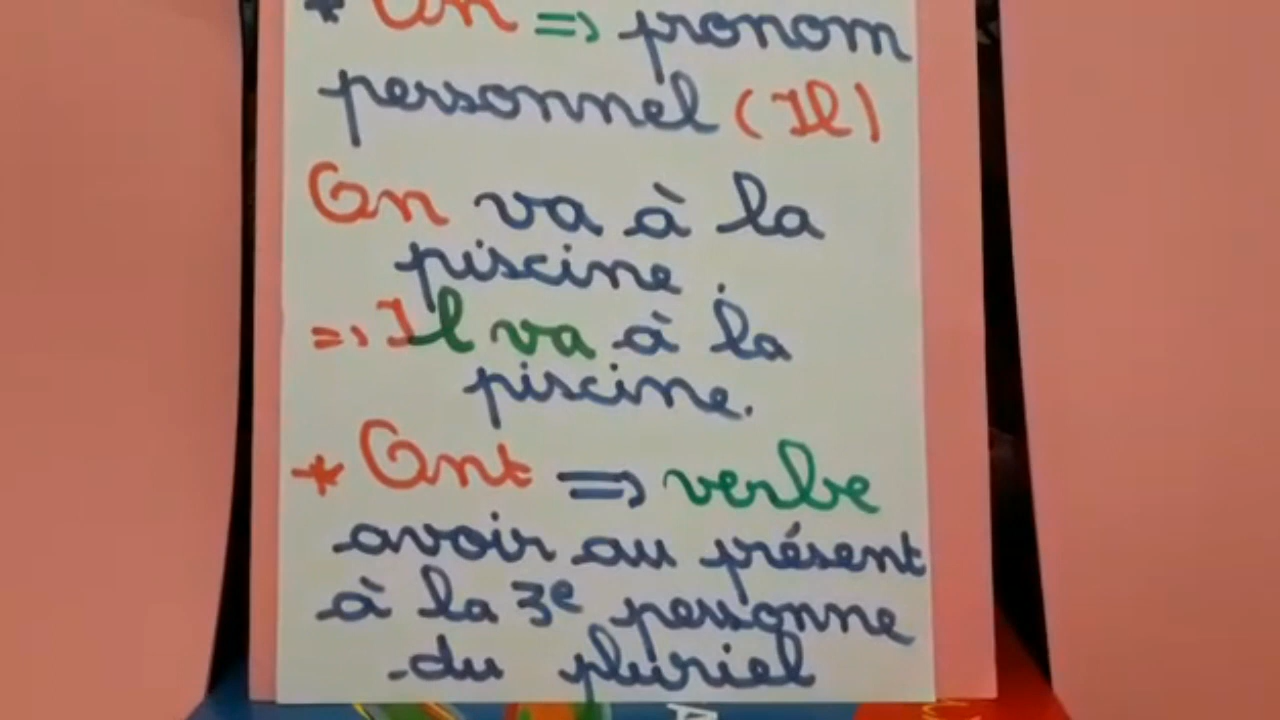 * On => pronom
personnel (Il)
On va à la
piscine.
=> Il va à la
piscine.
* Ont => verbe
avoir au présent
à la 3e personne
du pluriel